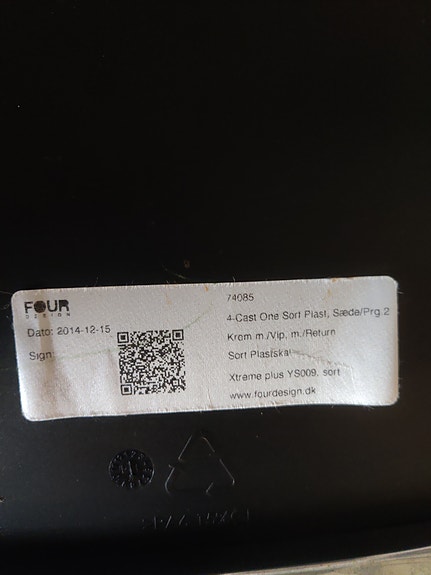 FOUR
DESIGN
Dato: 2014-12-15
Sign:
74085
4-Cast One Sort Plast, Sæde/Prg.2
Krom m./Vip, m./Return
Sort Plastskal
Xtreme plus YS009, sort
www.fourdesign.dk